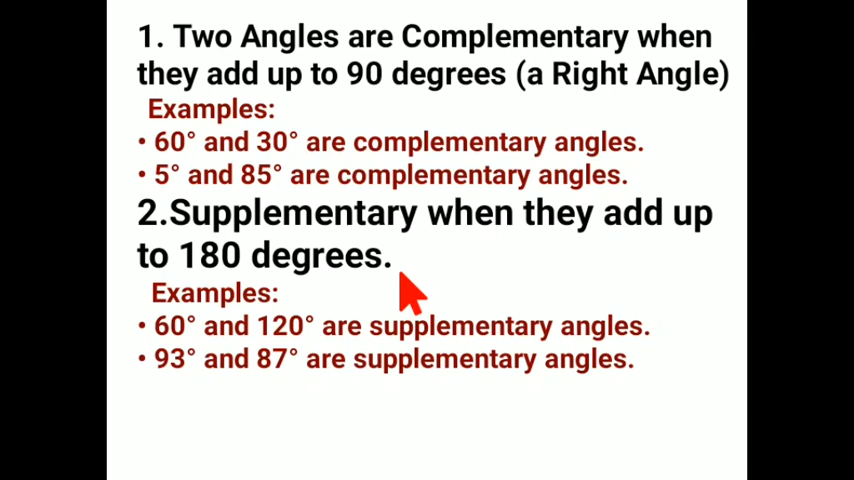 1. Two Angles are Complementary when
they add up to 90 degrees (a Right Angle)
Examples:
• 60° and 30° are complementary angles.
• 5° and 85° are complementary angles.
2.Supplementary when they add up
to 180 degrees.
Examples:
• 60° and 120° are supplementary angles.
• 93° and 87° are supplementary angles.